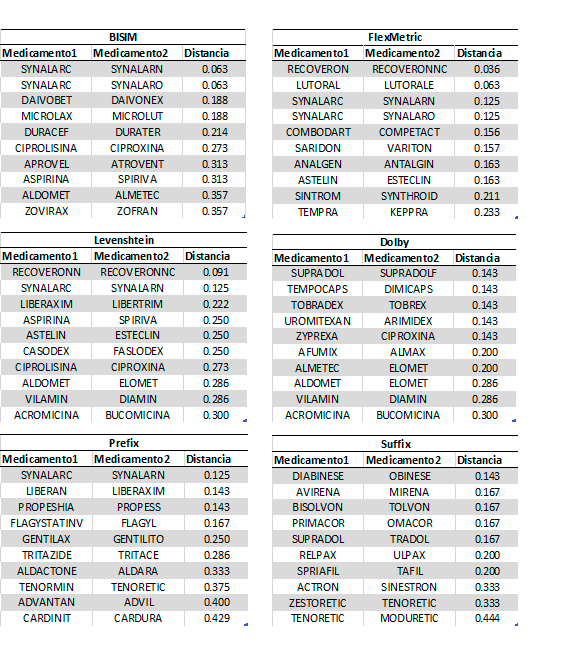 BISIM
Medicamento1 Medicamento2 Distancia
SYNALARC SYNALARN 0.063
SYNALARC SYNALARO 0.063
DAIVOBET DAIVONEX 0.188
MICROLAX MICROLUT 0.188
DURACEF DURATER 0.214
CIPROLISINA CIPROXINA 0.273
APROVEL ATROVENT 0.313
ASPIRINA SPIRIVA 0.313
ALDOMET ALMETEC 0.357
ZOVIRAX ZOFRAN 0.357
FlexMetric
Medicamento1 Medicamento2 Distancia
RECOVERON RECOVERONNC 0.036
LUTORAL LUTORALE 0.063
SYNALARC SYNALARN 0.125
SYNALARC SYNALARO 0.125
COMBODART COMPETACT 0.156
SARIDON VARITON 0.157
ANALGEN ANTALGIN 0.163
ASTELIN ESTECLIN 0.163
SINTROM SYNTHROID 0.211
TEMPRA KEPPRA 0.233
Levenshtein
Medicamento1 Medicamento2 Distancia
RECOVERONN RECOVERONNC 0.091
SYNALARC SYNALARN 0.125
LIBERAXIM LIBERTRIM 0.222
ASPIRINA SPIRIVA 0.250
ASTELIN ESTECLIN 0.250
CASODEX FASLODEX 0.250
CIPROLISINA CIPROXINA 0.273
ALDOMET ELOMET 0.286
VILAMIN DIAMIN 0.286
ACROMICINA BUCOMICINA 0.300
Dolby
Medicamento1 Medicamento2 Distancia
SUPRADOL SUPRADOLF 0.143
TEMPOCAPS DIMICAPS 0.143
TOBRADEX TOBREX 0.143
UROMITEXAN ARIMIDEX 0.143
ZYPREXA CIPROXINA 0.143
AFUMIX ALMAX 0.200
ALMETEC ELOMET 0.200
ALDOMET ELOMET 0.286
VILAMIN DIAMIN 0.286
ACROMICINA BUCOMICINA 0.300
Prefix
Medicamento1 Medicamento2 Distancia
SYNALARC SYNALARN 0.125
LIBERAN LIBERAXIM 0.143
PROPESHIA PROPESS 0.143
FLAGYSTATINV FLAGYL 0.167
GENTILAX GENTILITO 0.250
TRITAZIDE TRITACE 0.286
ALDACTONE ALDARA 0.333
TENORMIN TENORETIC 0.375
ADVANTAN ADVIL 0.400
CARDINIT CARDURA 0.429
Suffix
Medicamento1 Medicamento2 Distancia
DIABINESE OBINESE 0.143
AVIRENA MIRENA 0.167
BISOLVON TOLVON 0.167
PRIMACOR OMACOR 0.167
SUPRADOL TRADOL 0.167
RELPAX ULPAX 0.200
SPRIAFIL TAFIL 0.200
ACTRON SINESTRON 0.333
ZESTORETIC TENORETIC 0.333
TENORETIC MODURETIC 0.444